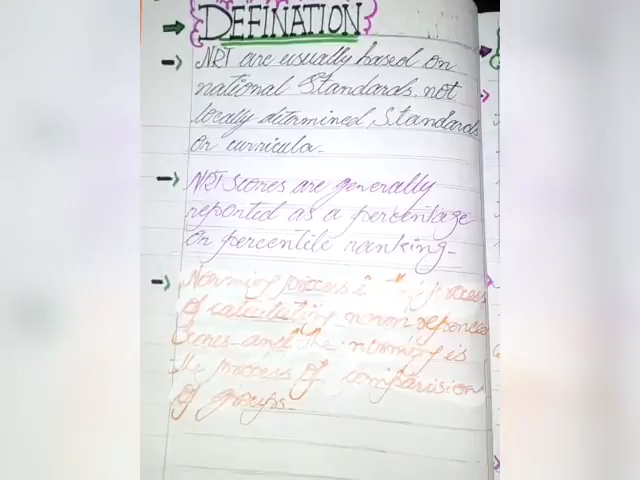 DEFINATION
NRT are usually based on
national Standards, not
locally determined Standards
or curricula.
NRT Scores are generally
reported as a percentage
or percentile ranking.
Norming process is the process
of calculating norm-refrenced
Scores and the norming is
the process of comparision
of groups.